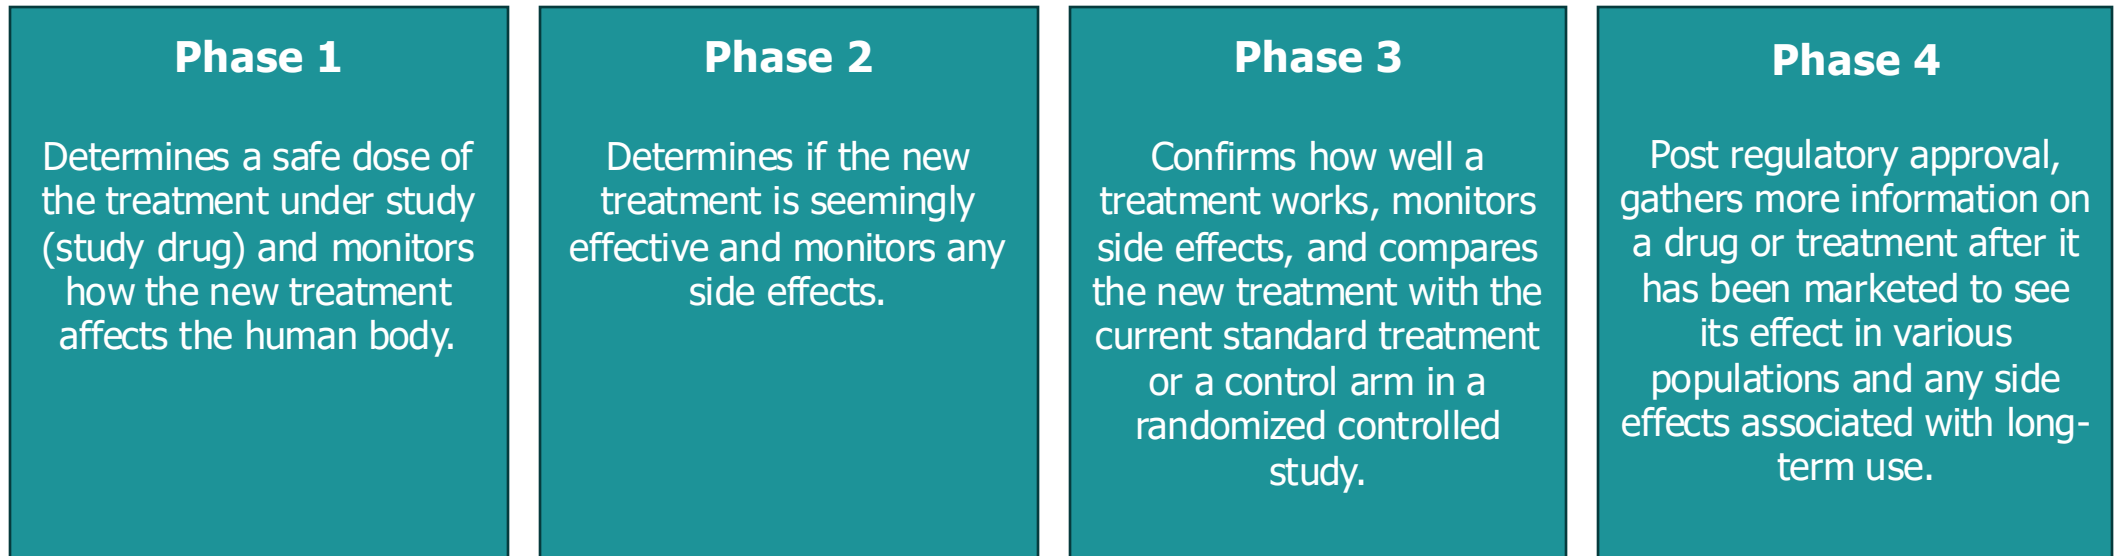 Phase 1
Determines a safe dose of
the treatment under study
(study drug) and monitors
how the new treatment
affects the human body.
Phase 2
Determines if the new
treatment is seemingly
effective and monitors any
side effects.
Phase 3
Confirms how well a
treatment works, monitors
side effects, and compares
the new treatment with the
current standard treatment
or a control arm in a
randomized controlled
study.
Phase 4
Post regulatory approval,
gathers more information on
a drug or treatment after it
has been marketed to see
its effect in various
populations and any side
effects associated with long-
term use.